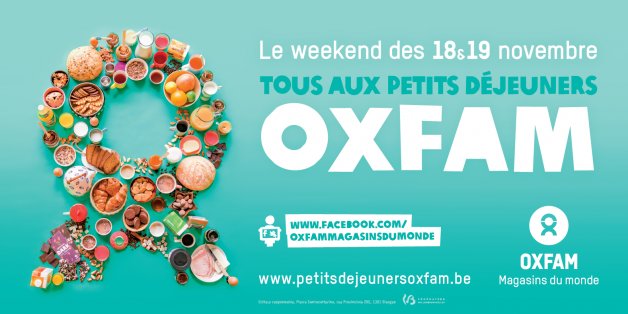 Le weekend des 18&19 novembre
TOUS AUX PETITS DÉJEUNERS
OXFAM
WWW.FACEBOOK.COM/
OXFAMMAGASINSDUMONDE
www.petitsdejeunersoxfam.be
OXFAM
Magasins du monde